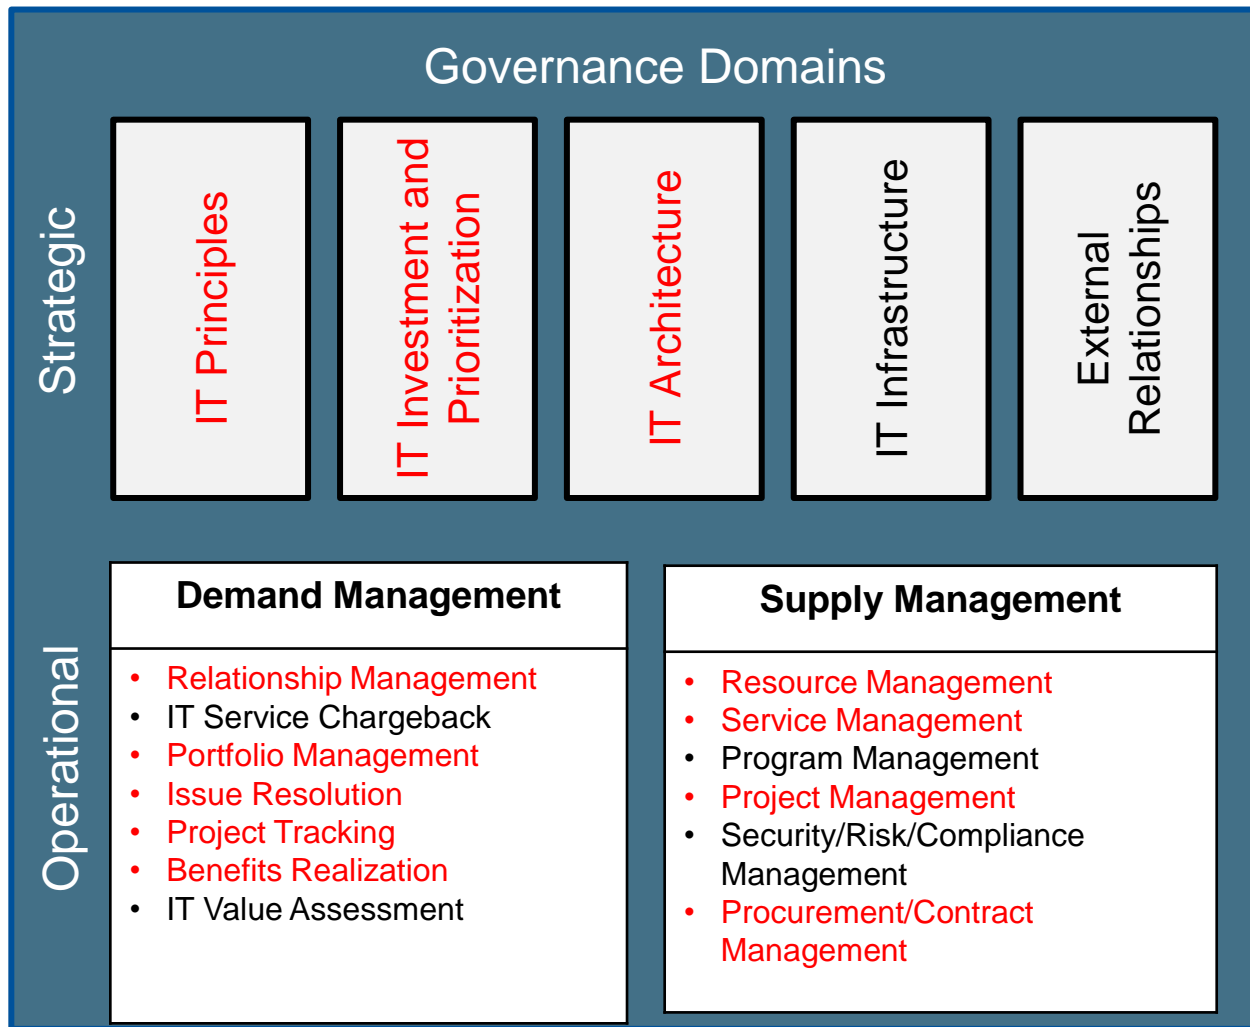 Governance Domains
Strategic
IT Principles
IT Investment and
Prioritization
IT Architecture
IT Infrastructure
External
Relationships
Operational
Demand Management
• Relationship Management
• IT Service Chargeback
• Portfolio Management
• Issue Resolution
• Project Tracking
• Benefits Realization
• IT Value Assessment
Supply Management
• Resource Management
• Service Management
• Program Management
• Project Management
• Security/Risk/Compliance
Management
• Procurement/Contract
Management